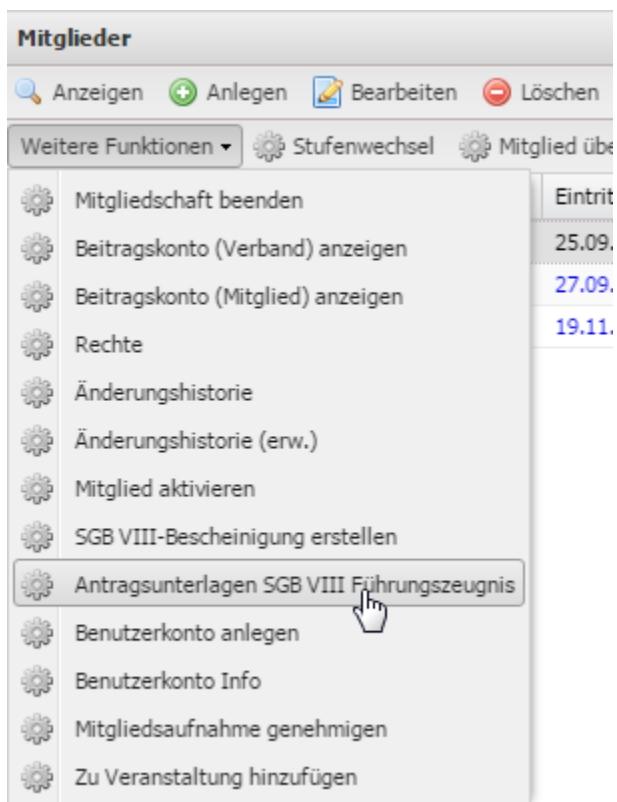 Mitglieder
Anzeigen Anlegen Bearbeiten Löschen
Weitere Funktionen Stufenwechsel Mitglied übe
Mitgliedschaft beenden Eintrit
Beitragskonto (Verband) anzeigen 25.09.
Beitragskonto (Mitglied) anzeigen 27.09.
Rechte 19.11.
Änderungshistorie
Änderungshistorie (erw.)
Mitglied aktivieren
SGB VIII-Bescheinigung erstellen
Antragsunterlagen SGB VIII Führungszeugnis
Benutzerkonto anlegen
Benutzerkonto Info
Mitgliedsaufnahme genehmigen
Zu Veranstaltung hinzufügen